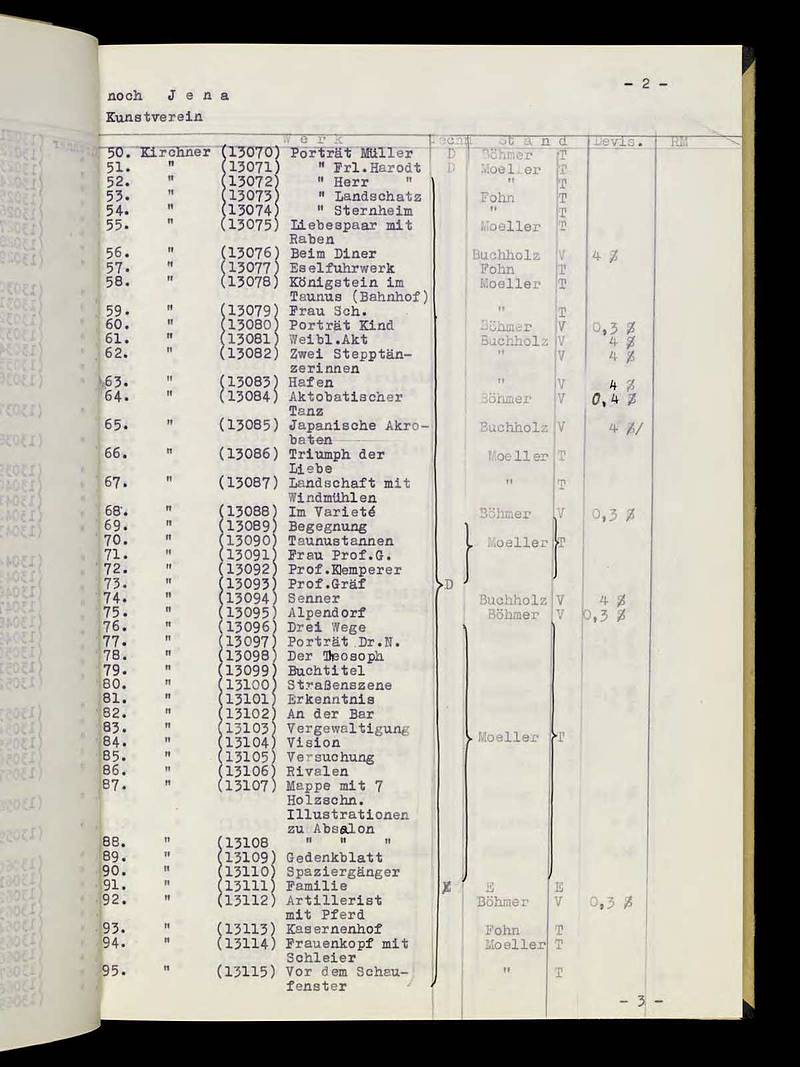 - 2 -
noch J e n a
Kunstverein
W e r k Techn. St a n d Devis. RM
50. Kirchner (13070) Porträt Müller D Böhmer T
51. " (13071) " Frl.Harodt D Moeller T
52. " (13072) " Herr " " T
53. " (13073) " Landschatz Fohn T
54. " (13074) " Sternheim " T
55. " (13075) Liebespaar mit Moeller T
Raben
56. " (13076) Beim Diner Buchholz V 4 $
57. " (13077) Eselfuhrwerk Fohn T
58. " (13078) Königstein im Moeller T
Taunus (Bahnhof)
59. " (13079) Frau Sch. " T
60. " (13080) Porträt Kind Böhmer V 0,3 $
61. " (13081) Weibl.Akt Buchholz V 4 $
62. " (13082) Zwei Stepptän- " V 4 $
zerinnen
63. " (13083) Hafen " V 4 $
64. " (13084) Aktobatischer Böhmer V 0,4 $
Tanz
65. " (13085) Japanische Akro- Buchholz V 4 $/
baten
66. " (13086) Triumph der Moeller T
Liebe
67. " (13087) Landschaft mit " T
Windmühlen
68. " (13088) Im Varieté Böhmer V 0,3 $
69. " (13089) Begegnung
70. " (13090) Taunustannen Moeller T
71. " (13091) Frau Prof.G.
72. " (13092) Prof.Klemperer
73. " (13093) Prof.Gräf D
74. " (13094) Senner Buchholz V 4 $
75. " (13095) Alpendorf Böhmer V 0,3 $
76. " (13096) Drei Wege
77. " (13097) Porträt Dr.N.
78. " (13098) Der Theosoph
79. " (13099) Buchtitel
80. " (13100) Straßenszene
81. " (13101) Erkenntnis
82. " (13102) An der Bar
83. " (13103) Vergewaltigung
84. " (13104) Vision Moeller T
85. " (13105) Versuchung
86. " (13106) Rivalen
87. " (13107) Mappe mit 7
Holzschn.
Illustrationen
zu Absalon
88. " (13108 " " "
89. " (13109) Gedenkblatt
90. " (13110) Spaziergänger
91. " (13111) Familie E E
92. " (13112) Artillerist Böhmer V 0,3 $
mit Pferd
93. " (13113) Kasernenhof Fohn T
94. " (13114) Frauenkopf mit Moeller T
Schleier
95. " (13115) Vor dem Schau- " T
fenster
- 3 -